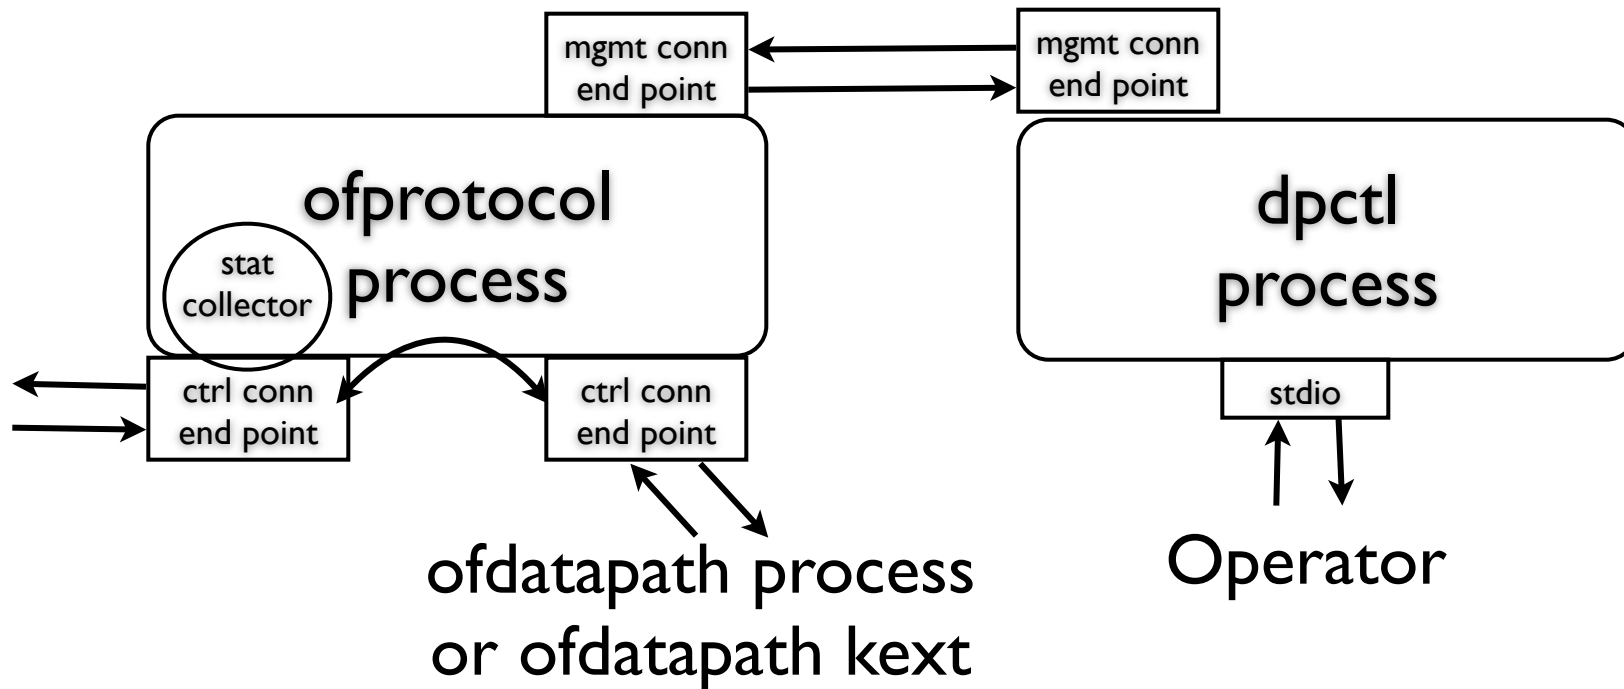 mgmt conn
end point
mgmt conn
end point
ofprotocol
process
stat
collector
dpctl
process
ctrl conn
end point
ctrl conn
end point
stdio
ofdatapath process
or ofdatapath kext
Operator